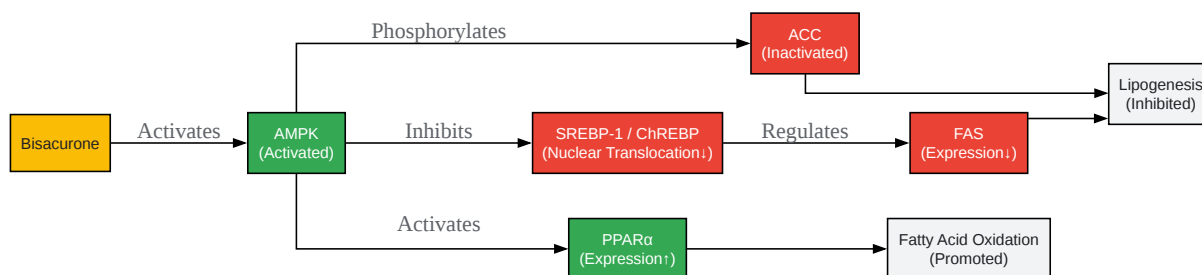 Phosphorylates
ACC
(Inactivated)
Lipogenesis
(Inhibited)
Bisacurone
Activates
AMPK
(Activated)
Inhibits
SREBP-1 / ChREBP
(Nuclear Translocation↓)
Regulates
FAS
(Expression↓)
Activates
PPARα
(Expression↑)
Fatty Acid Oxidation
(Promoted)